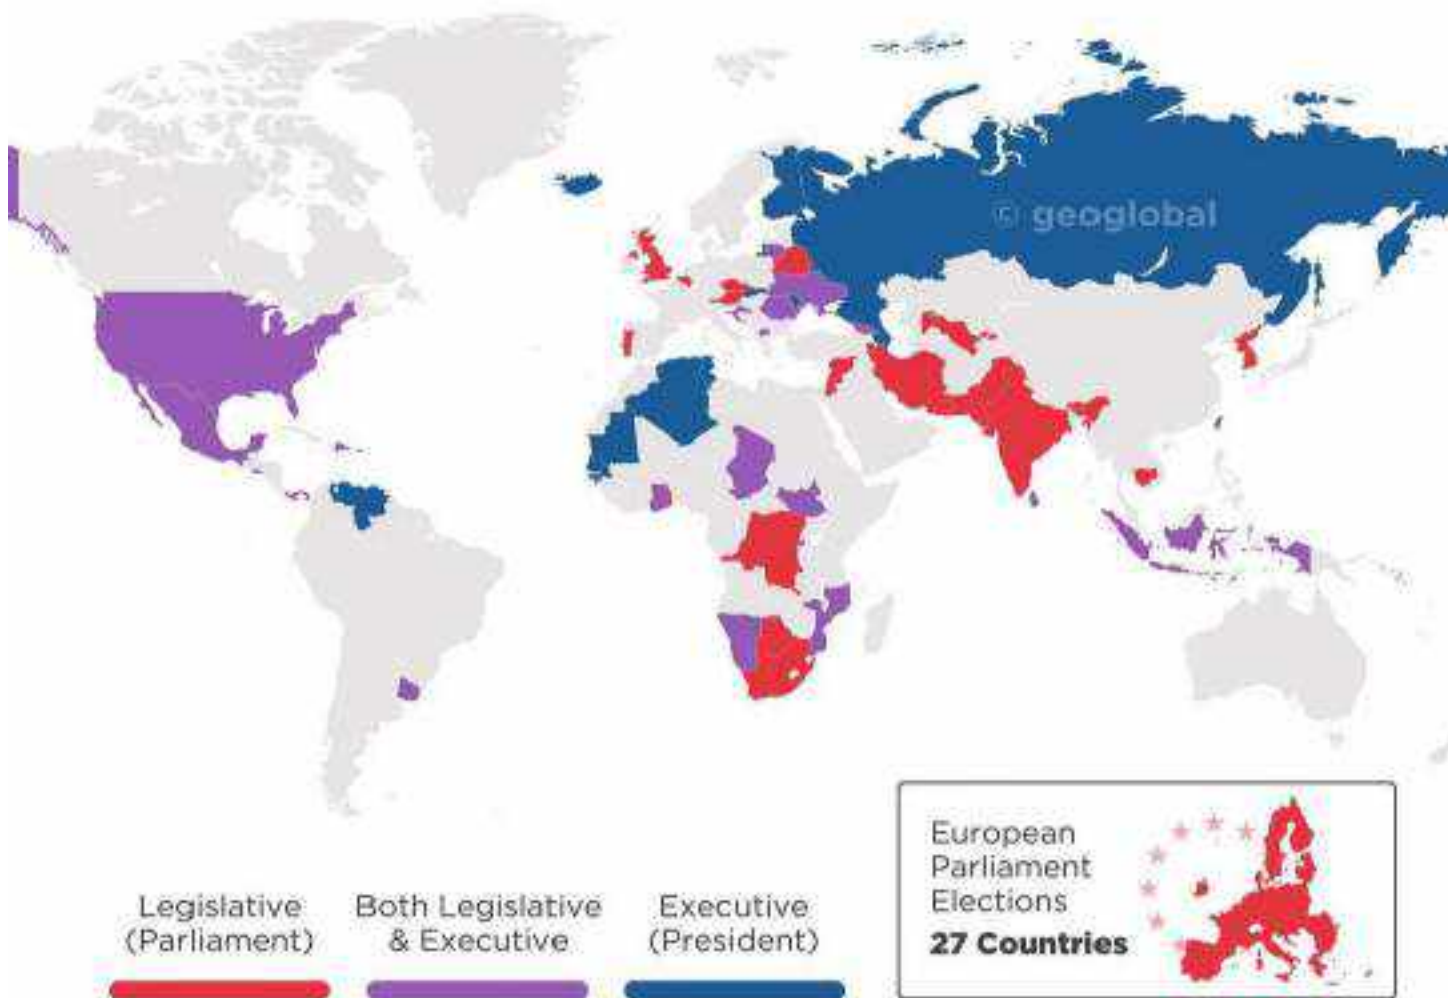 © geoglobal
European
Parliament
Elections
27 Countries
Legislative
(Parliament)
Both Legislative
& Executive
Executive
(President)